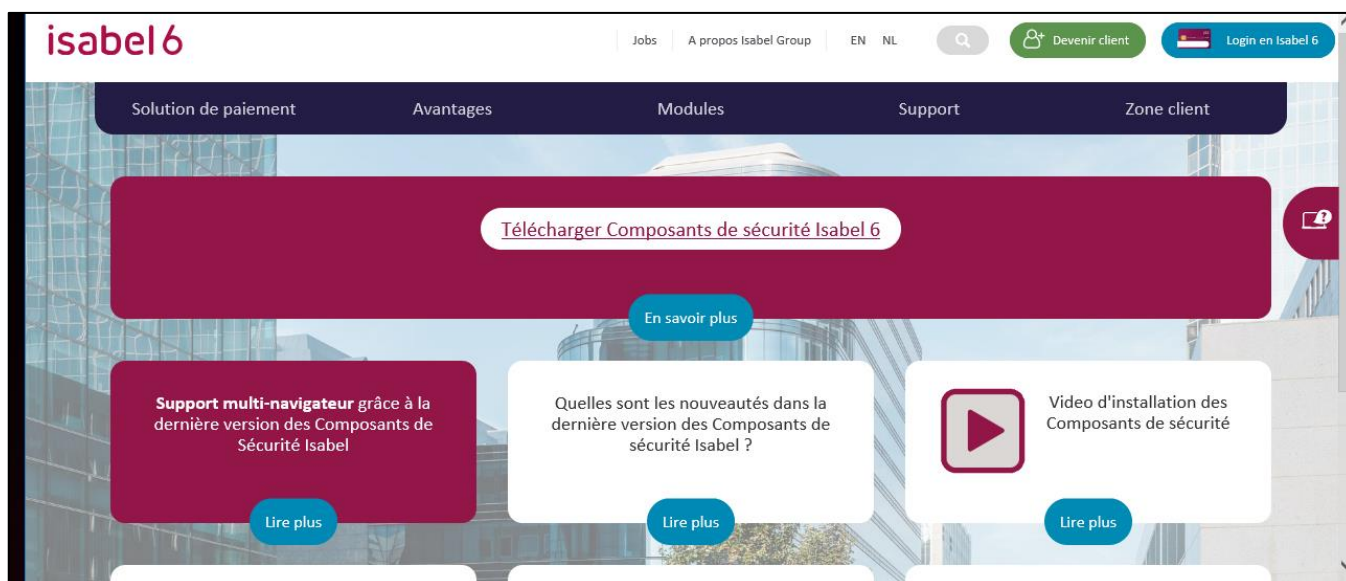 isabel 6
Jobs
A propos Isabel Group
EN
NL
Devenir client
Login en Isabel 6
Solution de paiement
Avantages
Modules
Support
Zone client
Télécharger Composants de sécurité Isabel 6
En savoir plus
Support multi-navigateur grâce à la
dernière version des Composants de
Sécurité Isabel
Lire plus
Quelles sont les nouveautés dans la
dernière version des Composants de
sécurité Isabel ?
Lire plus
Video d'installation des
Composants de sécurité
Lire plus